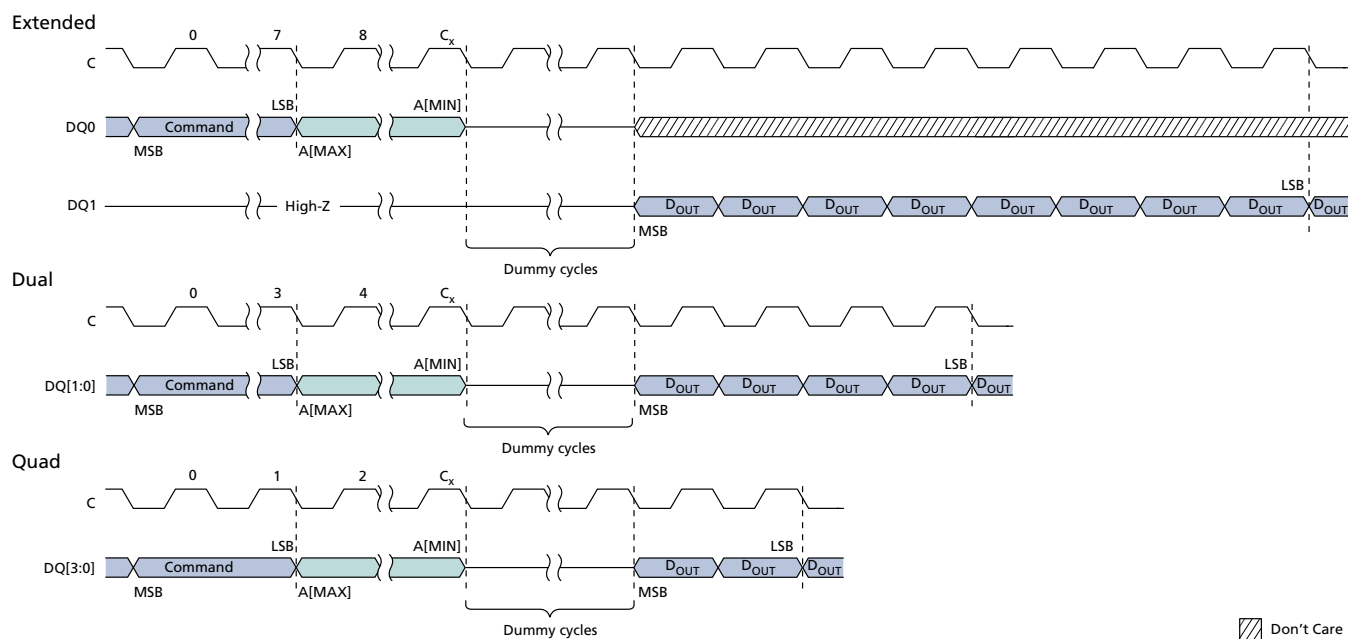 Extended
0 7 8 Cx
C
LSB A[MIN]
DQ0 Command
MSB A[MAX]
LSB
DQ1 High-Z DOUT DOUT DOUT DOUT DOUT DOUT DOUT DOUT DOUT
MSB
Dummy cycles
Dual
0 3 4 Cx
C
LSB A[MIN] LSB
DQ[1:0] Command DOUT DOUT DOUT DOUT DOUT
MSB A[MAX] MSB
Dummy cycles
Quad
0 1 2 Cx
C
LSB A[MIN] LSB
DQ[3:0] Command DOUT DOUT DOUT
MSB A[MAX] MSB
Dummy cycles
Don't Care